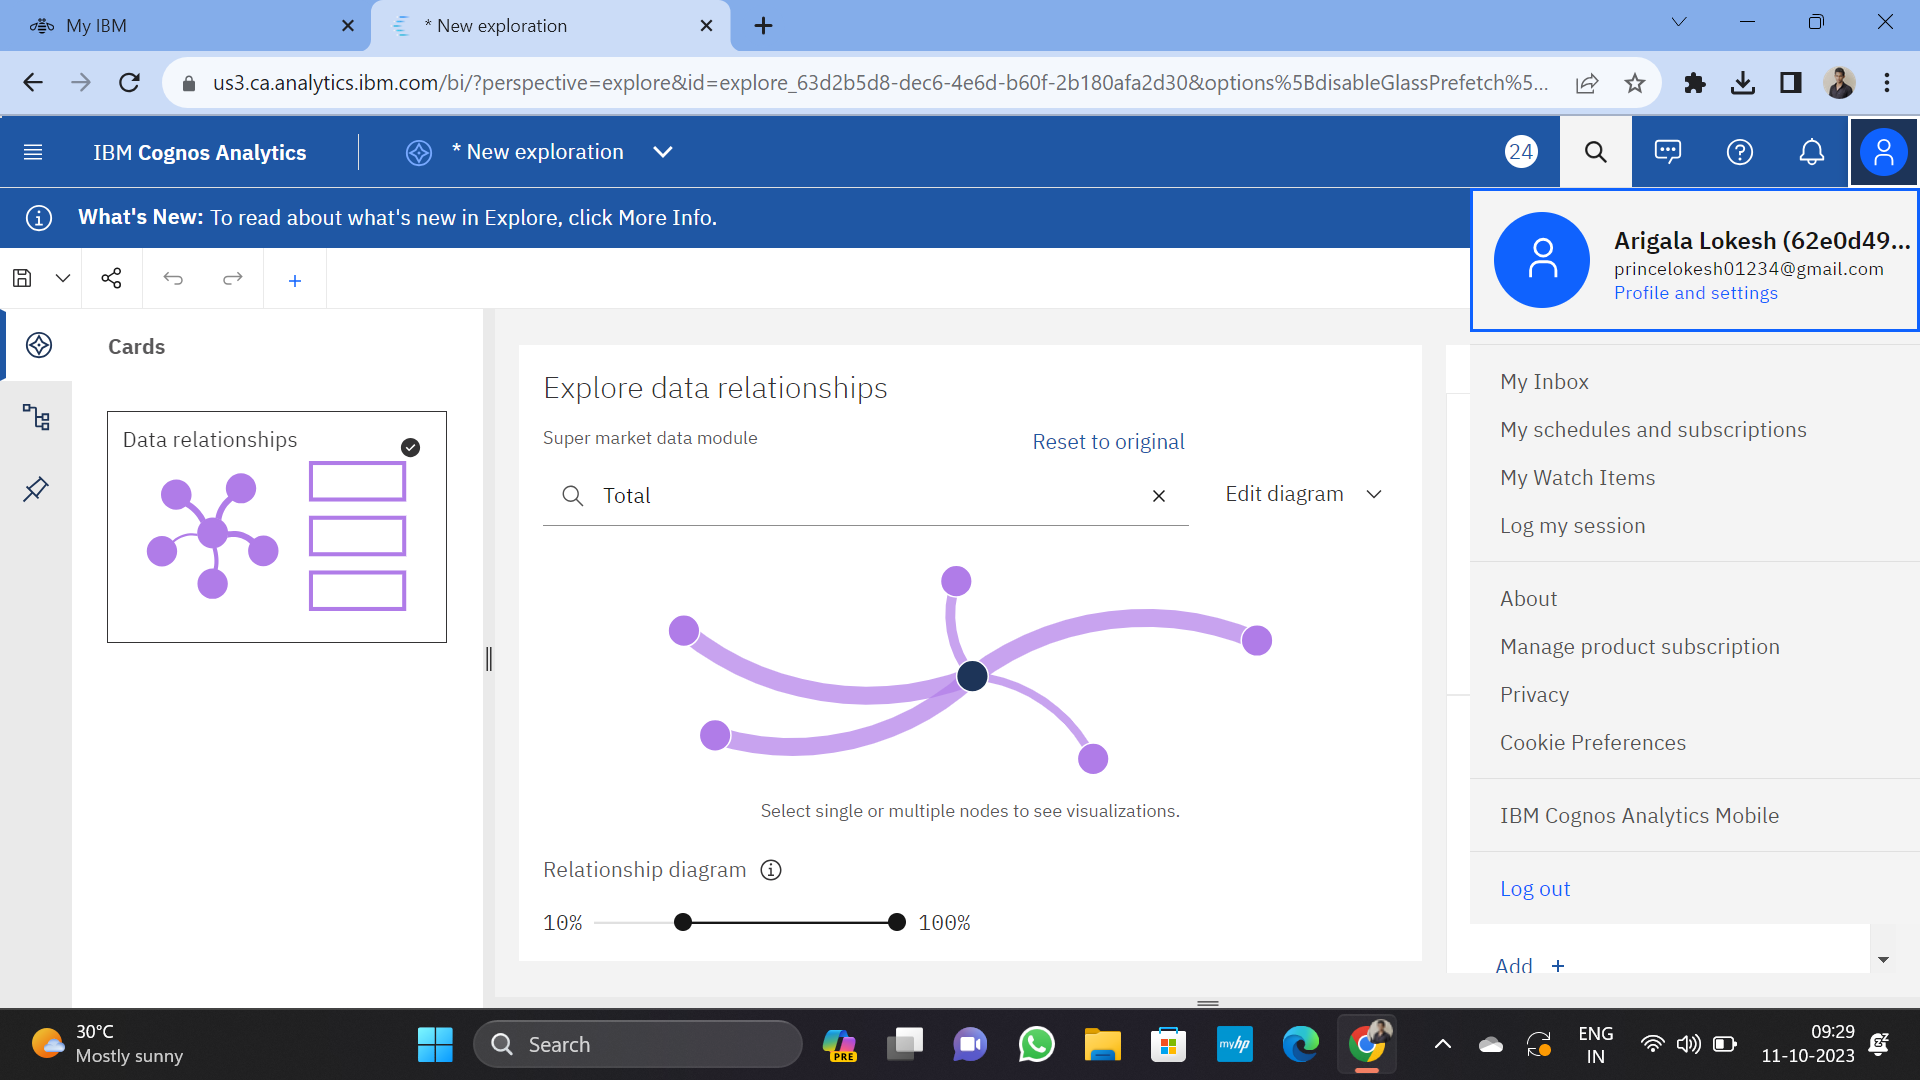 My IBM
* New exploration
us3.ca.analytics.ibm.com/bi/?perspective=explore&id=explore_63d2b5d8-dec6-4e6d-b60f-2b180afa2d30&options%5BdisableGlassPrefetch%5...
IBM Cognos Analytics
* New exploration
24
What's New: To read about what's new in Explore, click More Info.
Arigala Lokesh (62e0d49...
princelokesh01234@gmail.com
Profile and settings
Cards
Data relationships
Explore data relationships
Super market data module
Reset to original
Total
Edit diagram
Select single or multiple nodes to see visualizations.
Relationship diagram
10%
100%
My Inbox
My schedules and subscriptions
My Watch Items
Log my session
About
Manage product subscription
Privacy
Cookie Preferences
IBM Cognos Analytics Mobile
Log out
Add +
30°C
Mostly sunny
Search
PRE
myhp
ENG
IN
09:29
11-10-2023